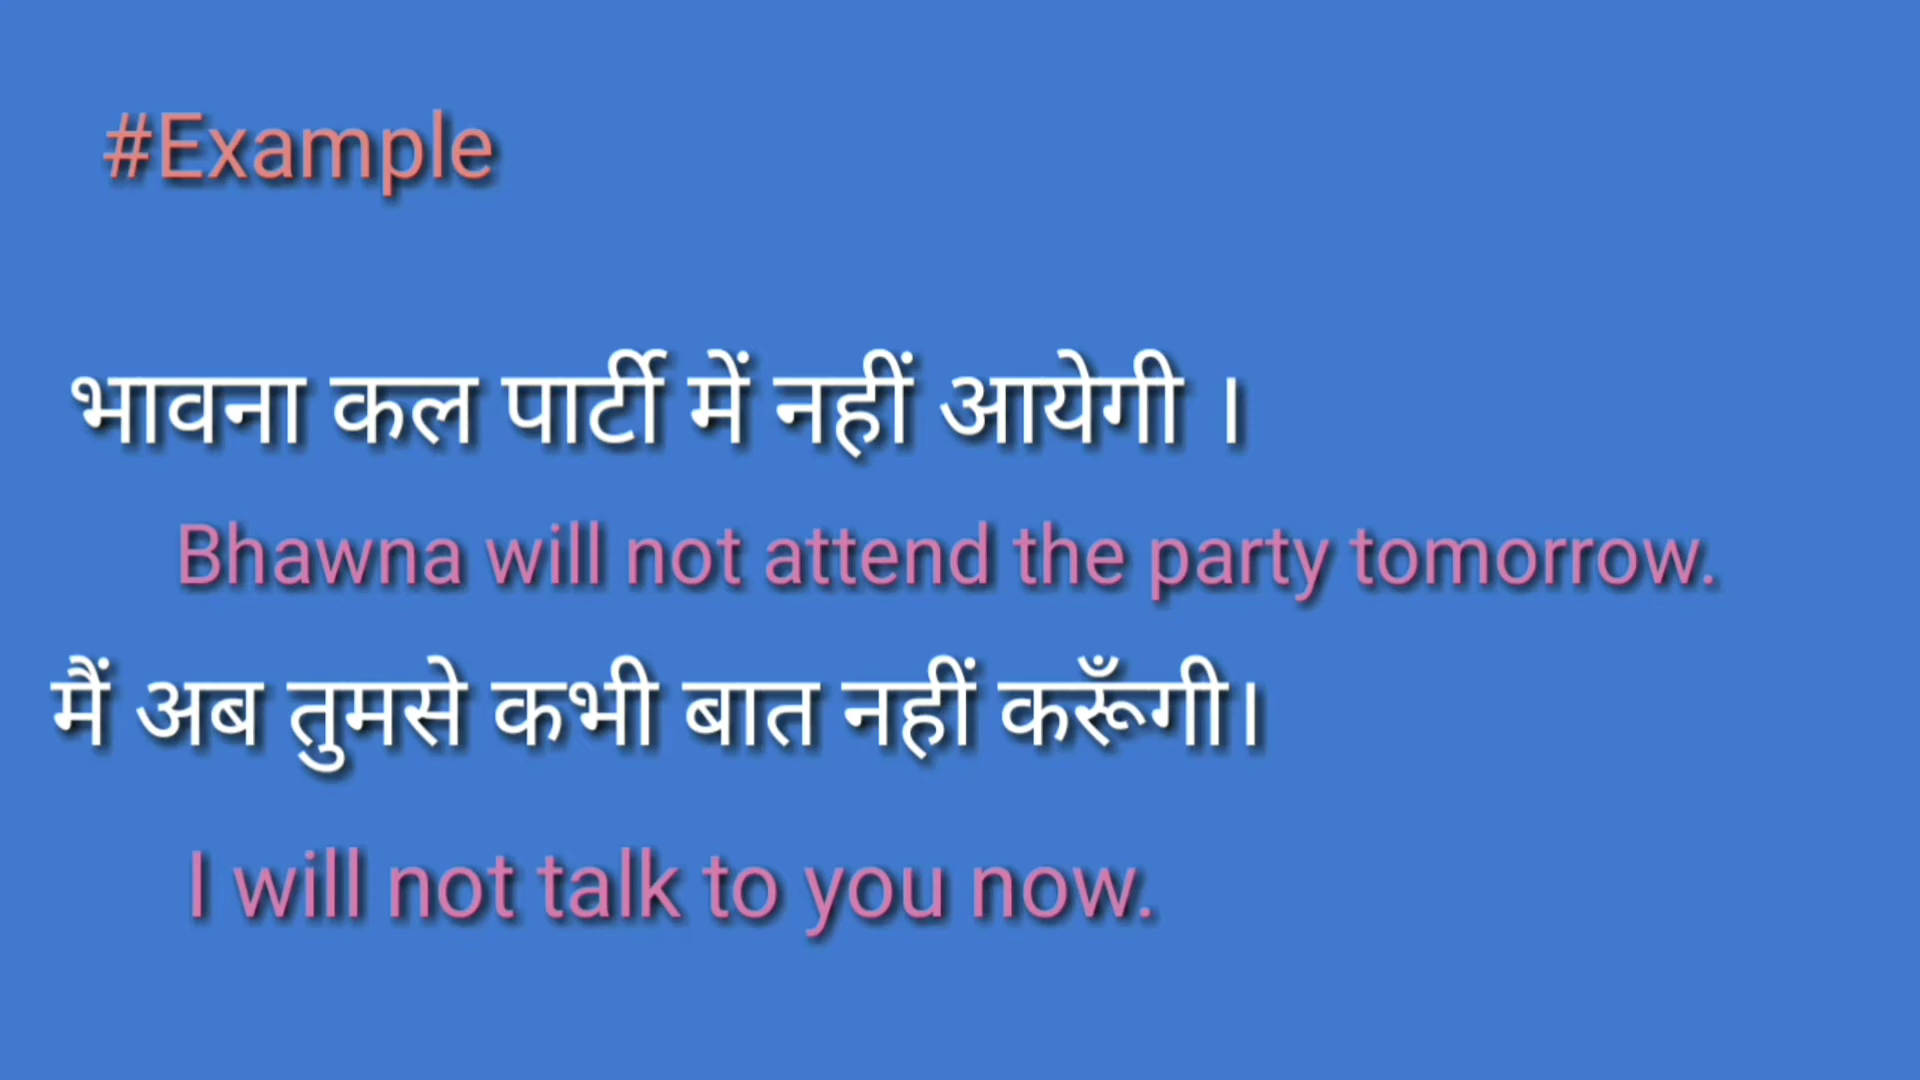 #Example
भावना कल पार्टी में नहीं आयेगी ।
Bhawna will not attend the party tomorrow.
मैं अब तुमसे कभी बात नहीं करूँगी।
I will not talk to you now.